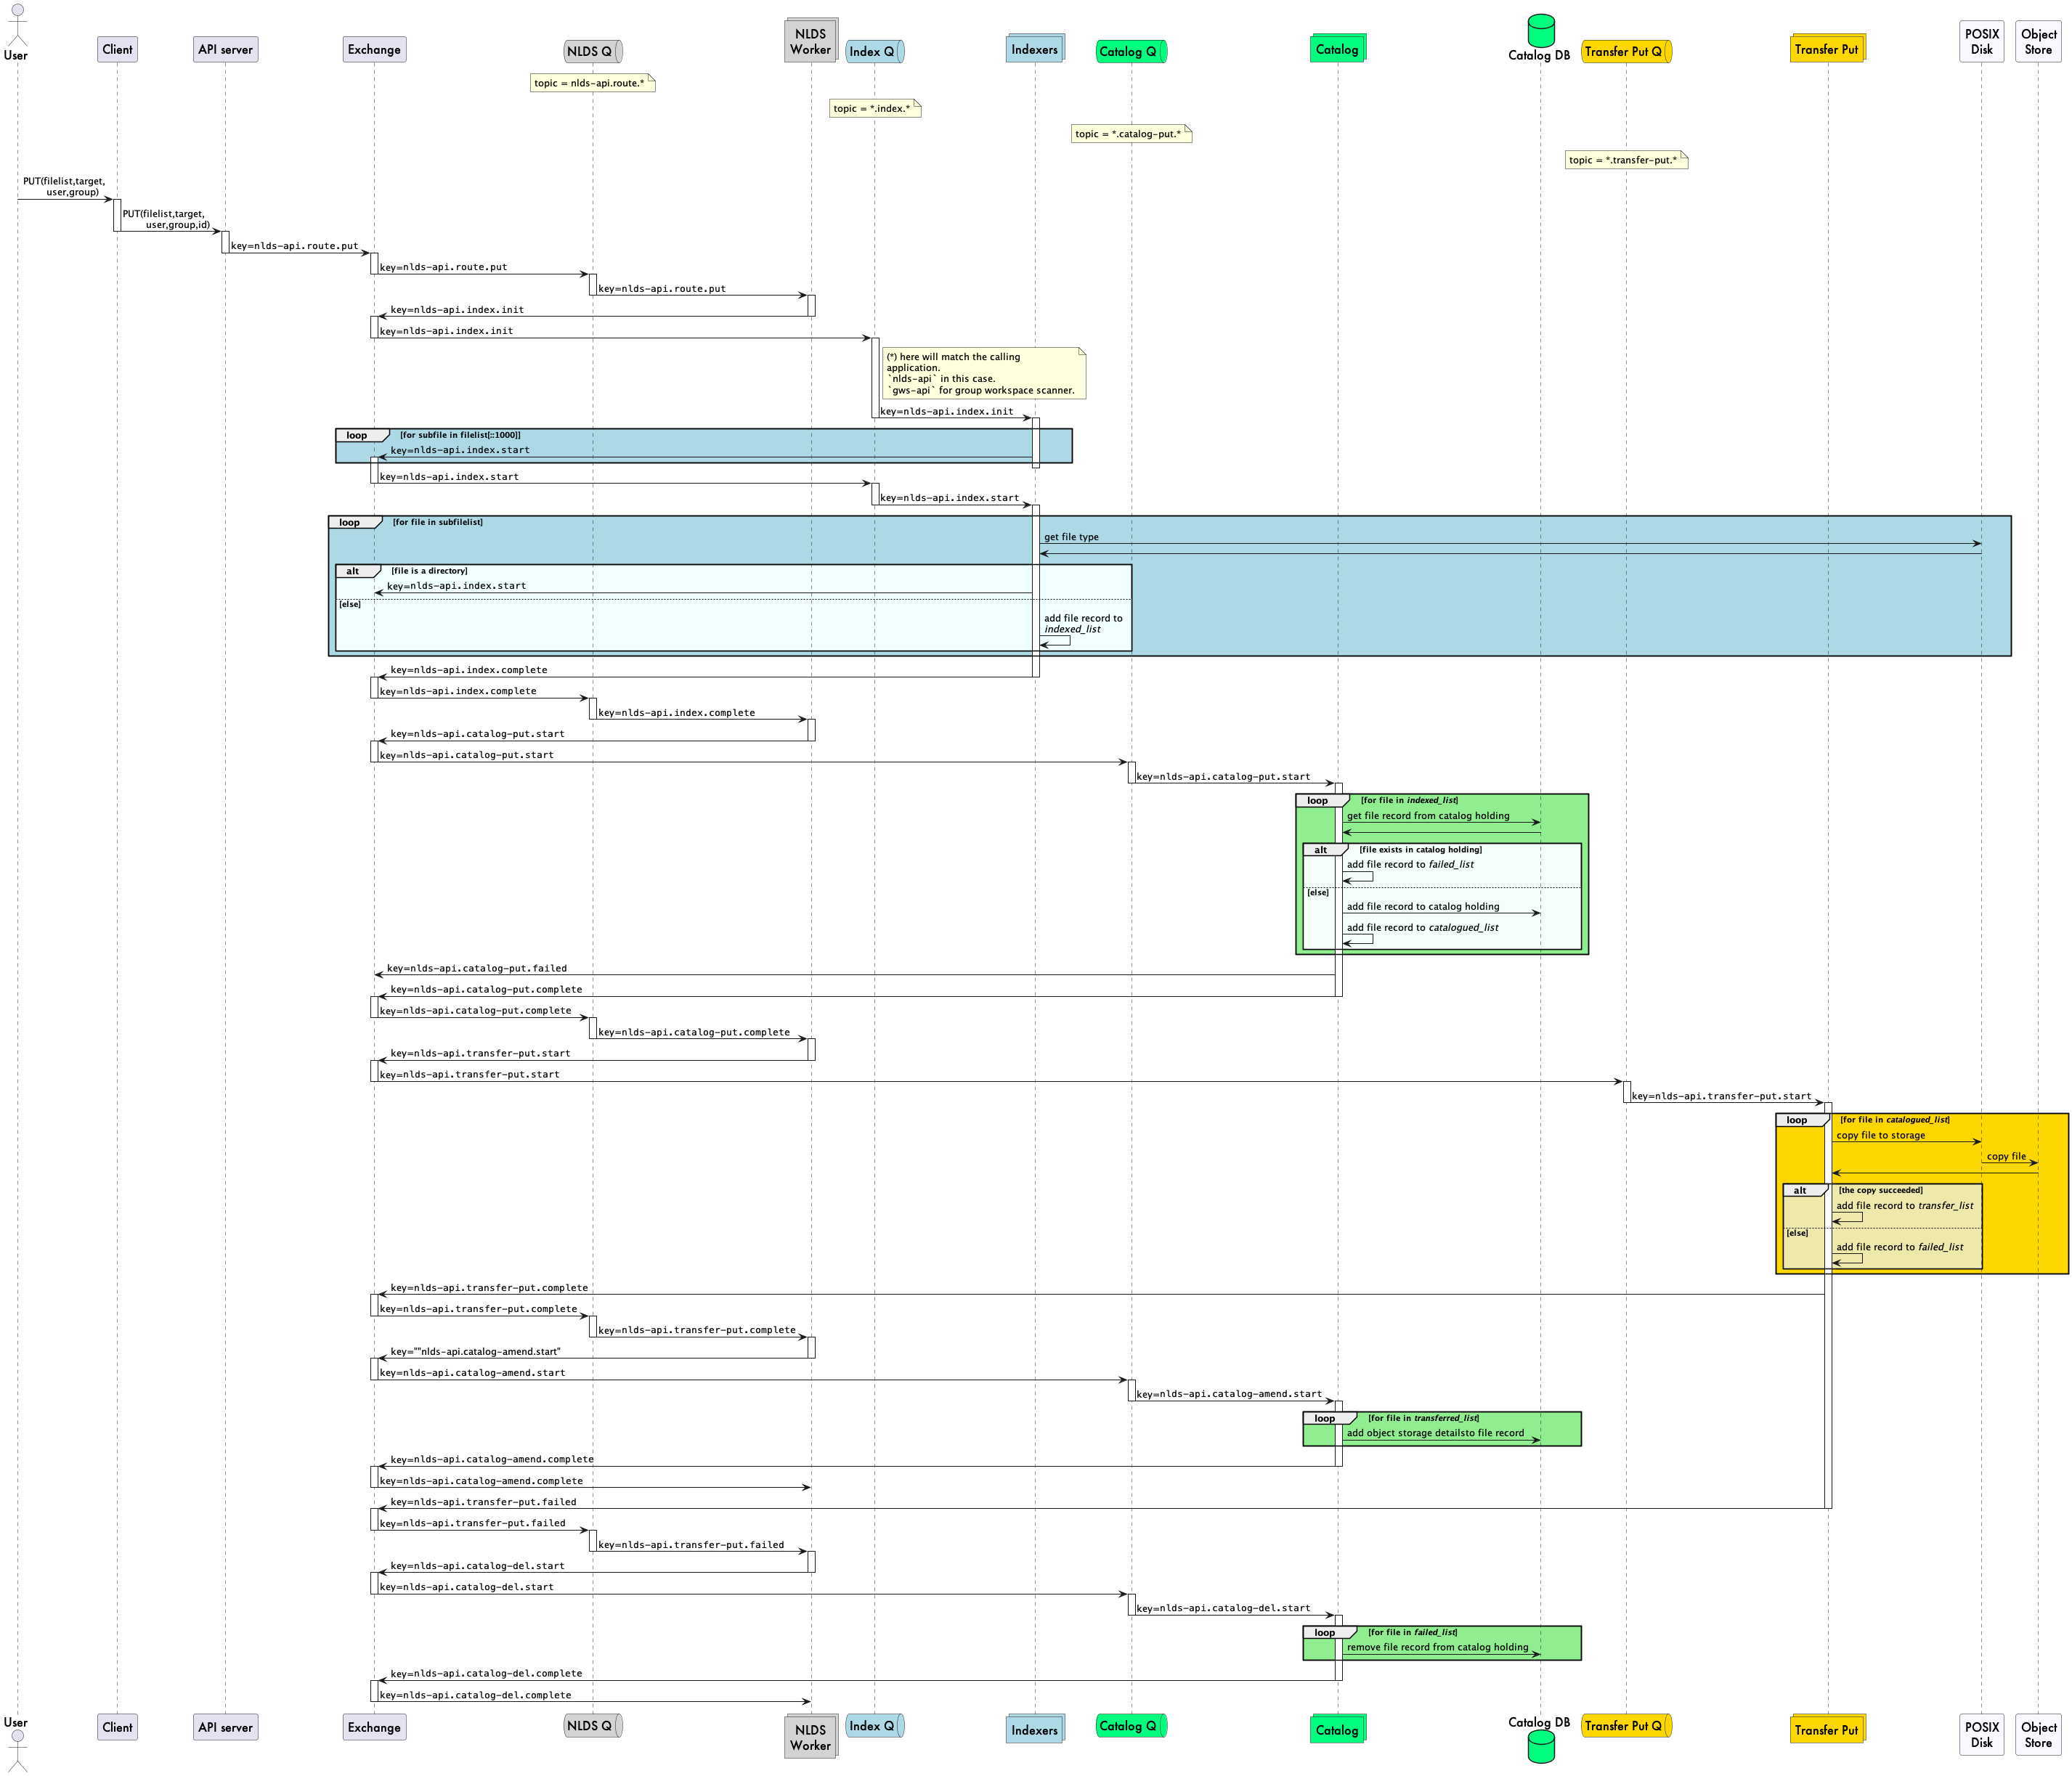 User
Client
API server
Exchange
NLDS Q
NLDS
Worker
Index Q
Indexers
Catalog Q
Catalog
Catalog DB
Transfer Put Q
Transfer Put
POSIX
Disk
Object
Store
topic = nlds-api.route.*
topic = *.index.*
topic = *.catalog-put.*
topic = *.transfer-put.*
PUT(filelist,target,
user,group)
PUT(filelist,target,
user,group,id)
key=nlds-api.route.put
key=nlds-api.route.put
key=nlds-api.route.put
key=nlds-api.index.init
key=nlds-api.index.init
(*) here will match the calling
application.
`nlds-api` in this case.
`gws-api` for group workspace scanner.
key=nlds-api.index.init
loop [for subfile in filelist[::1000]]
key=nlds-api.index.start
key=nlds-api.index.start
key=nlds-api.index.start
loop [for file in subfilelist]
get file type
alt [file is a directory]
key=nlds-api.index.start
[else]
add file record to
indexed_list
key=nlds-api.index.complete
key=nlds-api.index.complete
key=nlds-api.index.complete
key=nlds-api.catalog-put.start
key=nlds-api.catalog-put.start
key=nlds-api.catalog-put.start
loop [for file in indexed_list]
get file record from catalog holding
alt [file exists in catalog holding]
add file record to failed_list
[else]
add file record to catalog holding
add file record to catalogued_list
key=nlds-api.catalog-put.failed
key=nlds-api.catalog-put.complete
key=nlds-api.catalog-put.complete
key=nlds-api.catalog-put.complete
key=nlds-api.transfer-put.start
key=nlds-api.transfer-put.start
key=nlds-api.transfer-put.start
loop [for file in catalogued_list]
copy file to storage
copy file
alt [the copy succeeded]
add file record to transfer_list
[else]
add file record to failed_list
key=nlds-api.transfer-put.complete
key=nlds-api.transfer-put.complete
key=nlds-api.transfer-put.complete
key=""nlds-api.catalog-amend.start"
key=nlds-api.catalog-amend.start
key=nlds-api.catalog-amend.start
loop [for file in transferred_list]
add object storage detailsto file record
key=nlds-api.catalog-amend.complete
key=nlds-api.catalog-amend.complete
key=nlds-api.transfer-put.failed
key=nlds-api.transfer-put.failed
key=nlds-api.transfer-put.failed
key=nlds-api.catalog-del.start
key=nlds-api.catalog-del.start
key=nlds-api.catalog-del.start
loop [for file in failed_list]
remove file record from catalog holding
key=nlds-api.catalog-del.complete
key=nlds-api.catalog-del.complete
User
Client
API server
Exchange
NLDS Q
NLDS
Worker
Index Q
Indexers
Catalog Q
Catalog
Catalog DB
Transfer Put Q
Transfer Put
POSIX
Disk
Object
Store